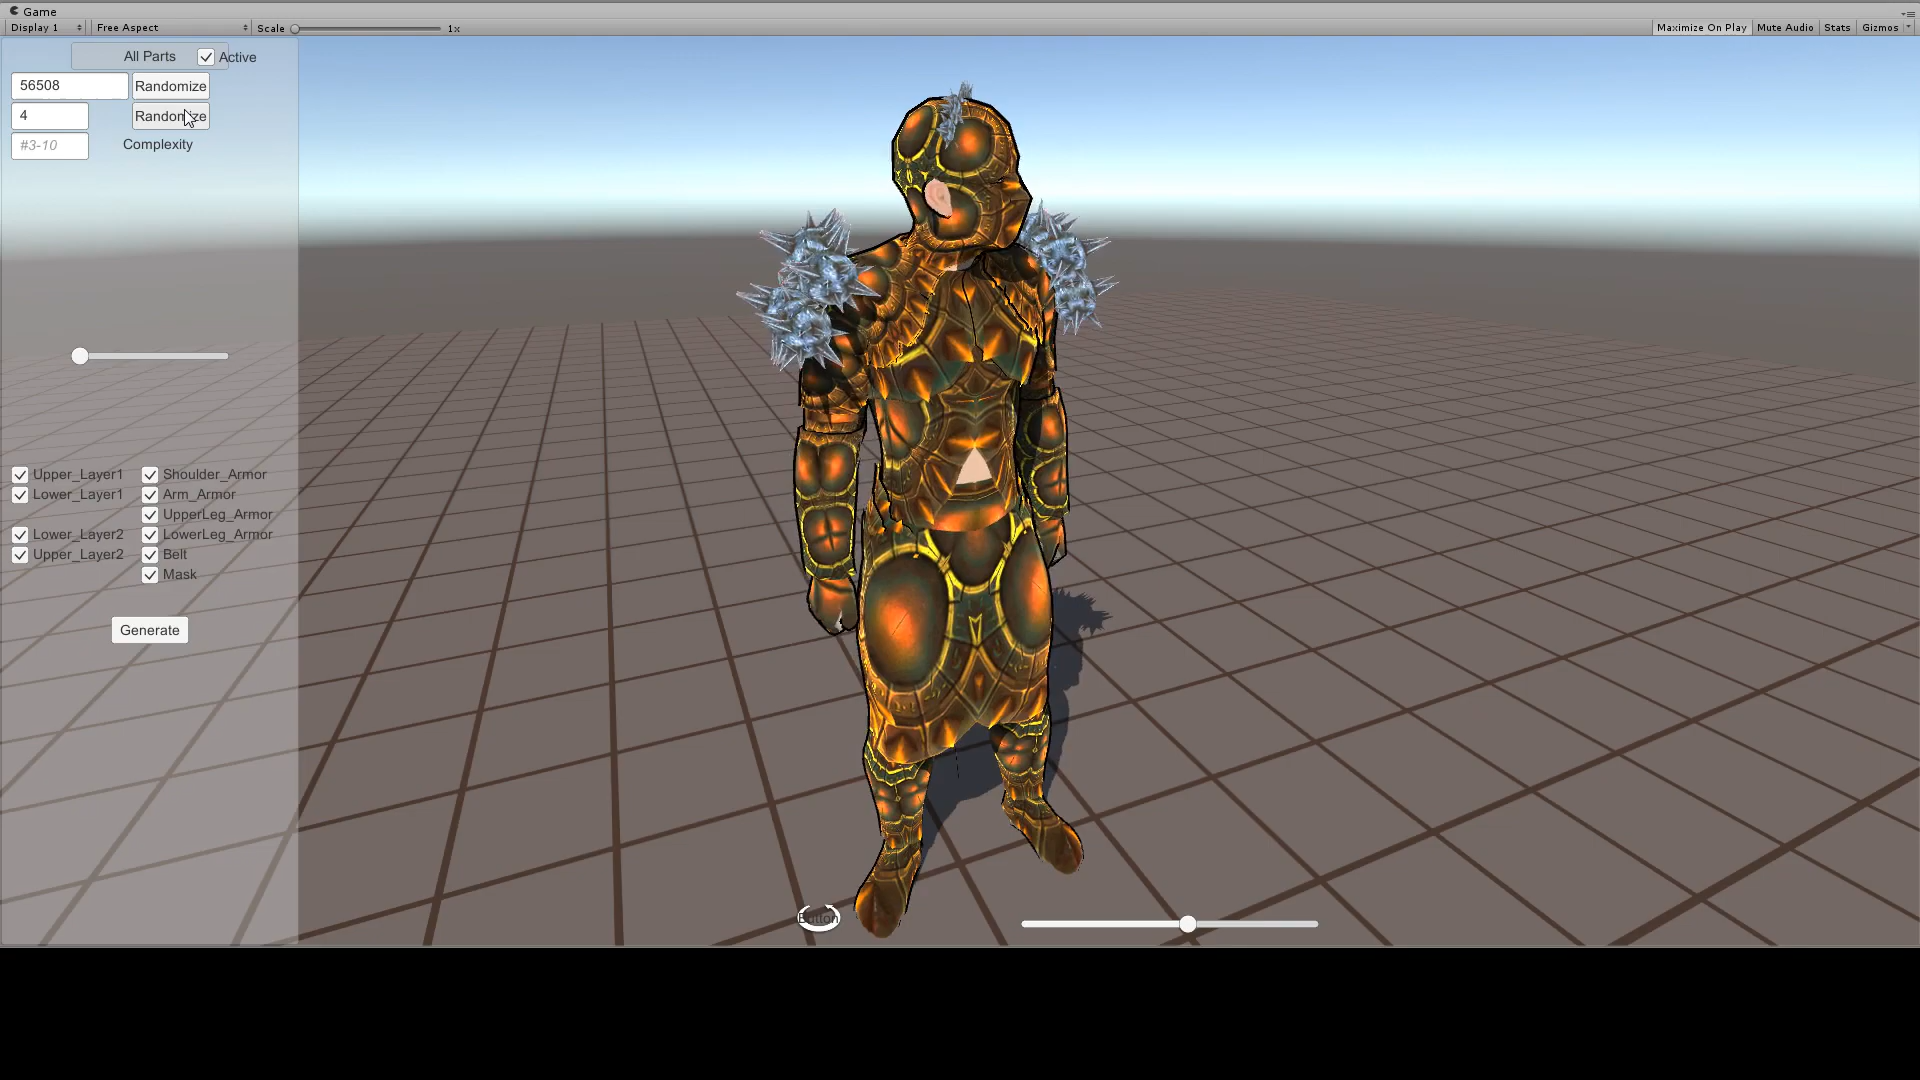 Game
Display 1 Free Aspect Scale 1x Maximize On Play Mute Audio Stats Gizmos
All Parts Active
56508 Randomize
4 Randomize
#3-10 Complexity
Upper_Layer1 Shoulder_Armor
Lower_Layer1 Arm_Armor
UpperLeg_Armor
Lower_Layer2 LowerLeg_Armor
Upper_Layer2 Belt
Mask
Generate
Button